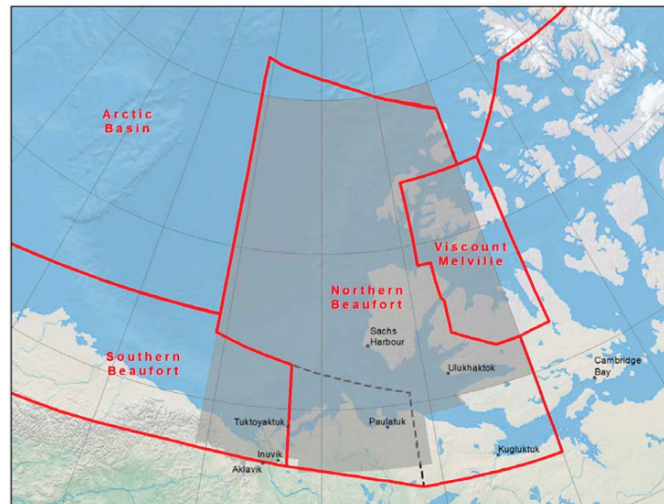 Arctic
Basin
Viscount
Melville
Northern
Beaufort
Sachs
Harbour
Southern
Beaufort
Ulukhaktok
Cambridge
Bay
Tuktoyaktuk
Paulatuk
Inuvik
Aklavik
Kugluktuk